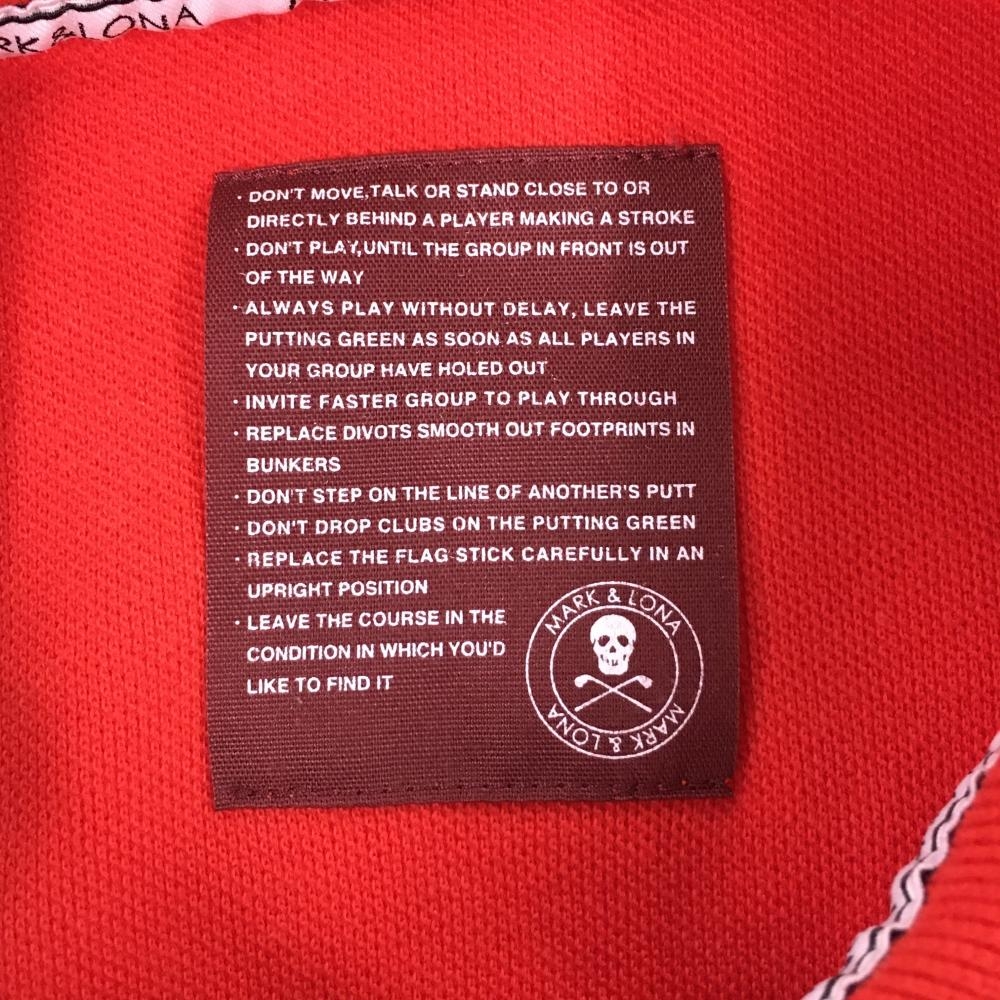 RK & LONA
· DON'T MOVE,TALK OR STAND CLOSE TO OR
DIRECTLY BEHIND A PLAYER MAKING A STROKE
· DON'T PLAY,UNTIL THE GROUP IN FRONT IS OUT
OF THE WAY
· ALWAYS PLAY WITHOUT DELAY, LEAVE THE
PUTTING GREEN AS SOON AS ALL PLAYERS IN
YOUR GROUP HAVE HOLED OUT
· INVITE FASTER GROUP TO PLAY THROUGH
· REPLACE DIVOTS SMOOTH OUT FOOTPRINTS IN
BUNKERS
· DON'T STEP ON THE LINE OF ANOTHER'S PUTT
· DON'T DROP CLUBS ON THE PUTTING GREEN
· REPLACE THE FLAG STICK CAREFULLY IN AN
UPRIGHT POSITION
· LEAVE THE COURSE IN THE
CONDITION IN WHICH YOU'D
LIKE TO FIND IT
MARK & LONA
MARK & LONA